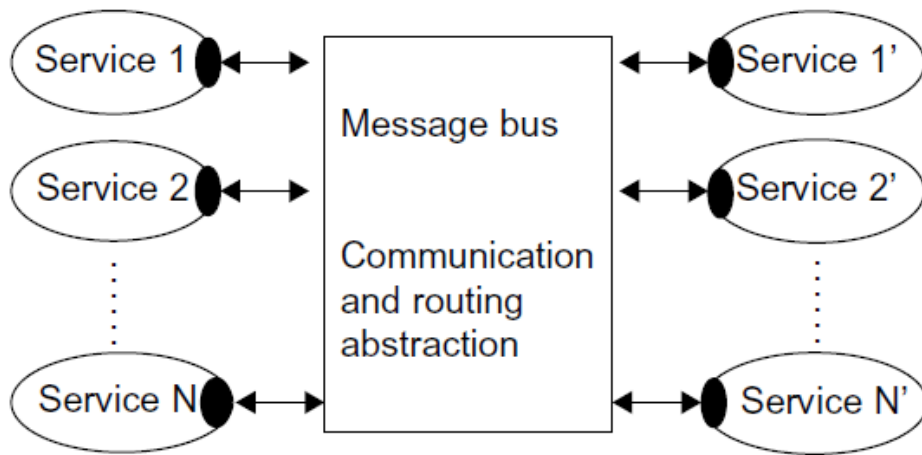 Service 1
Service 1’
Message bus
Service 2
Service 2’
Communication
and routing
abstraction
Service N
Service N’